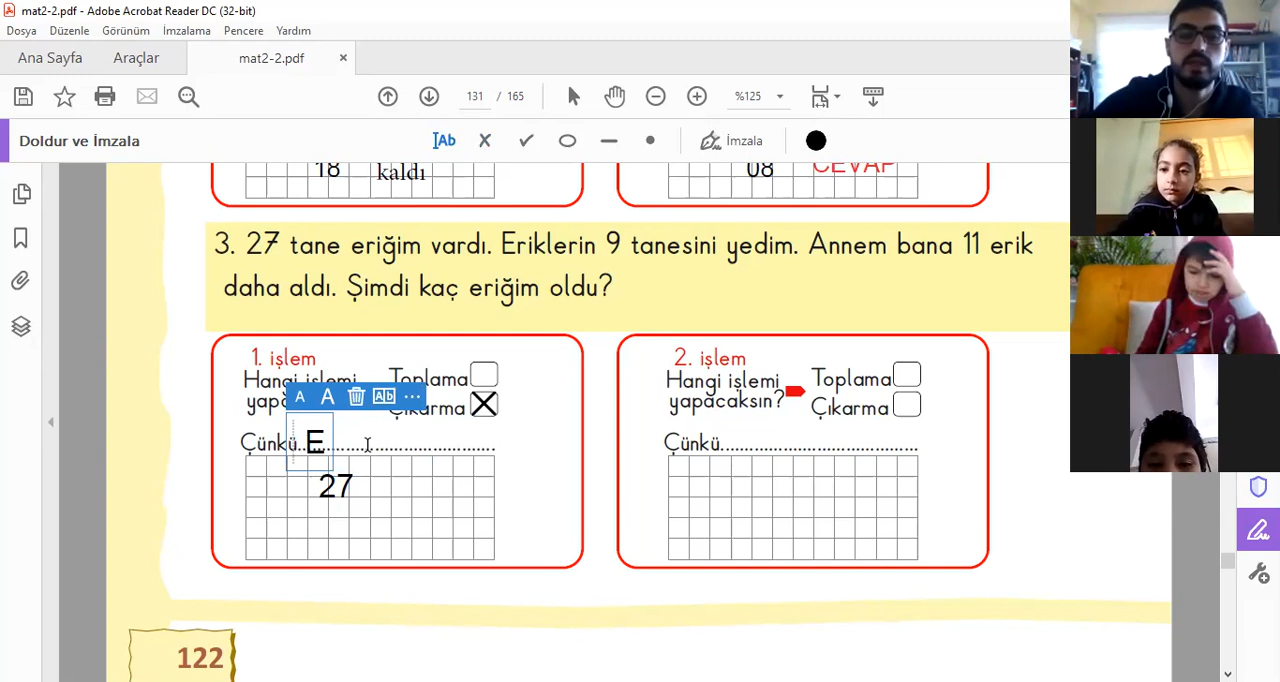 mat2-2.pdf - Adobe Acrobat Reader DC (32-bit)
Dosya Düzenle Görünüm İmzalama Pencere Yardım
Ana Sayfa Araçlar mat2-2.pdf ×
131 / 165 %125
Doldur ve İmzala Ab İmzala
18 kaldı 08 CEVAP
3. 27 tane eriğim vardı. Eriklerin 9 tanesini yedim. Annem bana 11 erik
daha aldı. Şimdi kaç eriğim oldu?
1. işlem
Hangi işlemi Toplama
A A Ab ...
Çıkarma X
Çünkü.. E ..............................
27
2. işlem
Hangi işlemi Toplama
yapacaksın? Çıkarma
Çünkü..............................................
122